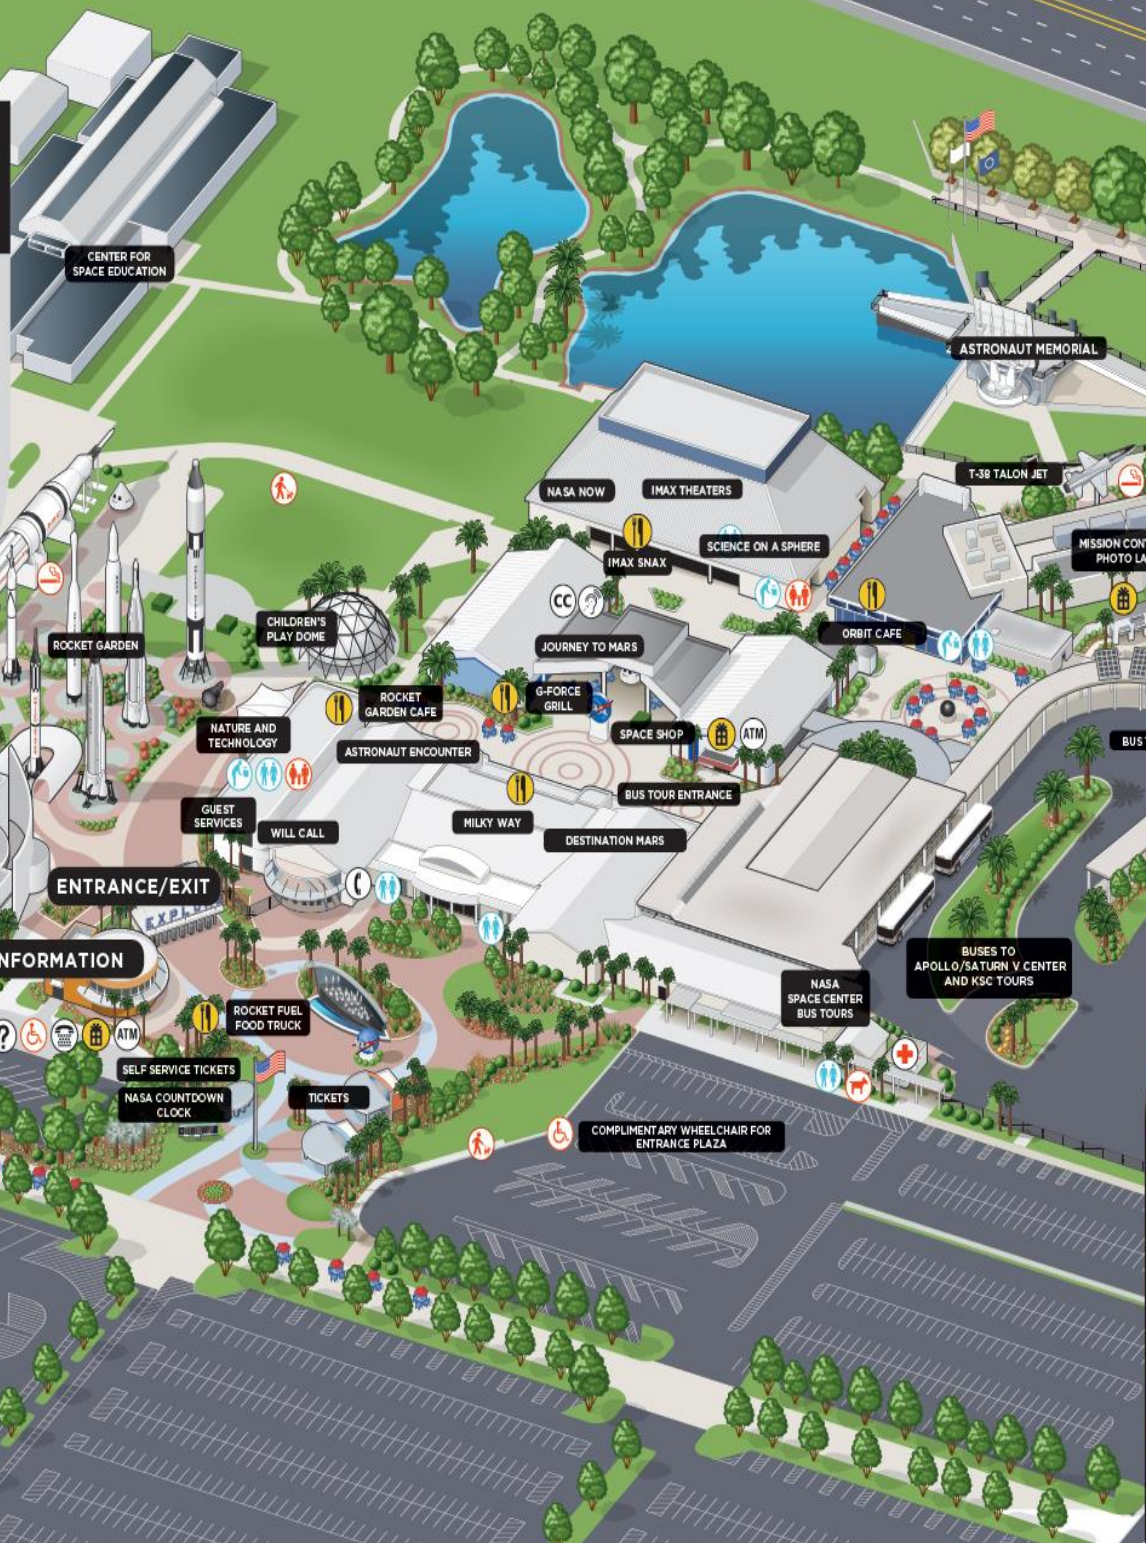 CENTER FOR
SPACE EDUCATION
ASTRONAUT MEMORIAL
T-38 TALON JET
NASA NOW
IMAX THEATERS
IMAX SNAX
SCIENCE ON A SPHERE
MISSION CON
PHOTO LA
CC
CHILDREN'S
PLAY DOME
ROCKET GARDEN
JOURNEY TO MARS
ORBIT CAFE
ROCKET
GARDEN CAFE
G-FORCE
GRILL
NATURE AND
TECHNOLOGY
SPACE SHOP
ATM
BUS
ASTRONAUT ENCOUNTER
BUS TOUR ENTRANCE
GUEST
SERVICES
WILL CALL
MILKY WAY
DESTINATION MARS
ENTRANCE/EXIT
EXPLO
NFORMATION
BUSES TO
APOLLO/SATURN V CENTER
AND KSC TOURS
NASA
SPACE CENTER
BUS TOURS
ROCKET FUEL
FOOD TRUCK
?
ATM
SELF SERVICE TICKETS
NASA COUNTDOWN
CLOCK
TICKETS
COMPLIMENTARY WHEELCHAIR FOR
ENTRANCE PLAZA